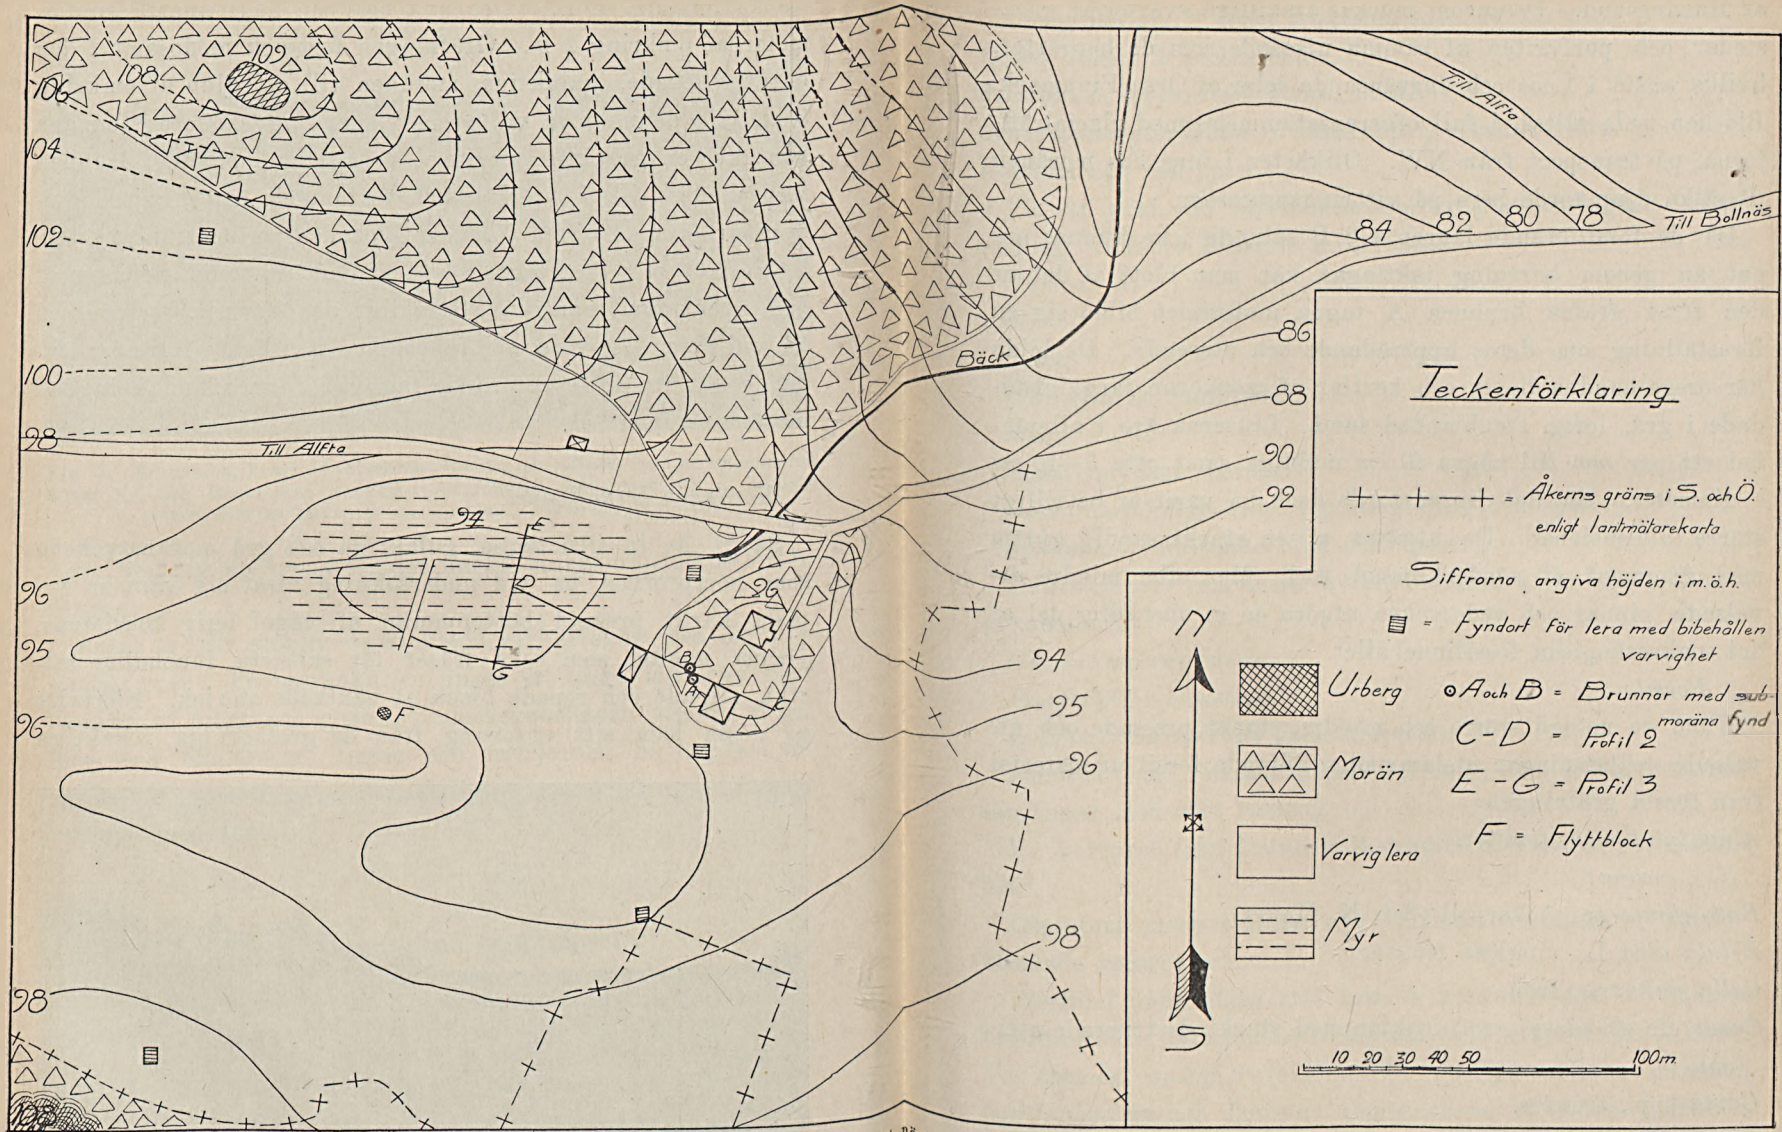 109
108
106
104
102
100
98
96
95
96
98
108
Till Alfta
Till Alfta
Till Bollnäs
84
82
80
78
86
88
90
92
94
95
96
98
Bäck
94
E
D
G
96
B
A
C
F
Teckenförklaring
+ — + — + = Åkerns gräns i S. och Ö.
enligt lantmätarekarta
Siffrorna angiva höjden i m.ö.h.
= Fyndort för lera med bibehållen
varvighet
A och B = Brunnar med sub-
moräna fynd
C - D = Profil 2
E - G = Profil 3
F = Flyttblock
Urberg
Morän
Varvig lera
Myr
N
S
10 20 30 40 50 100m